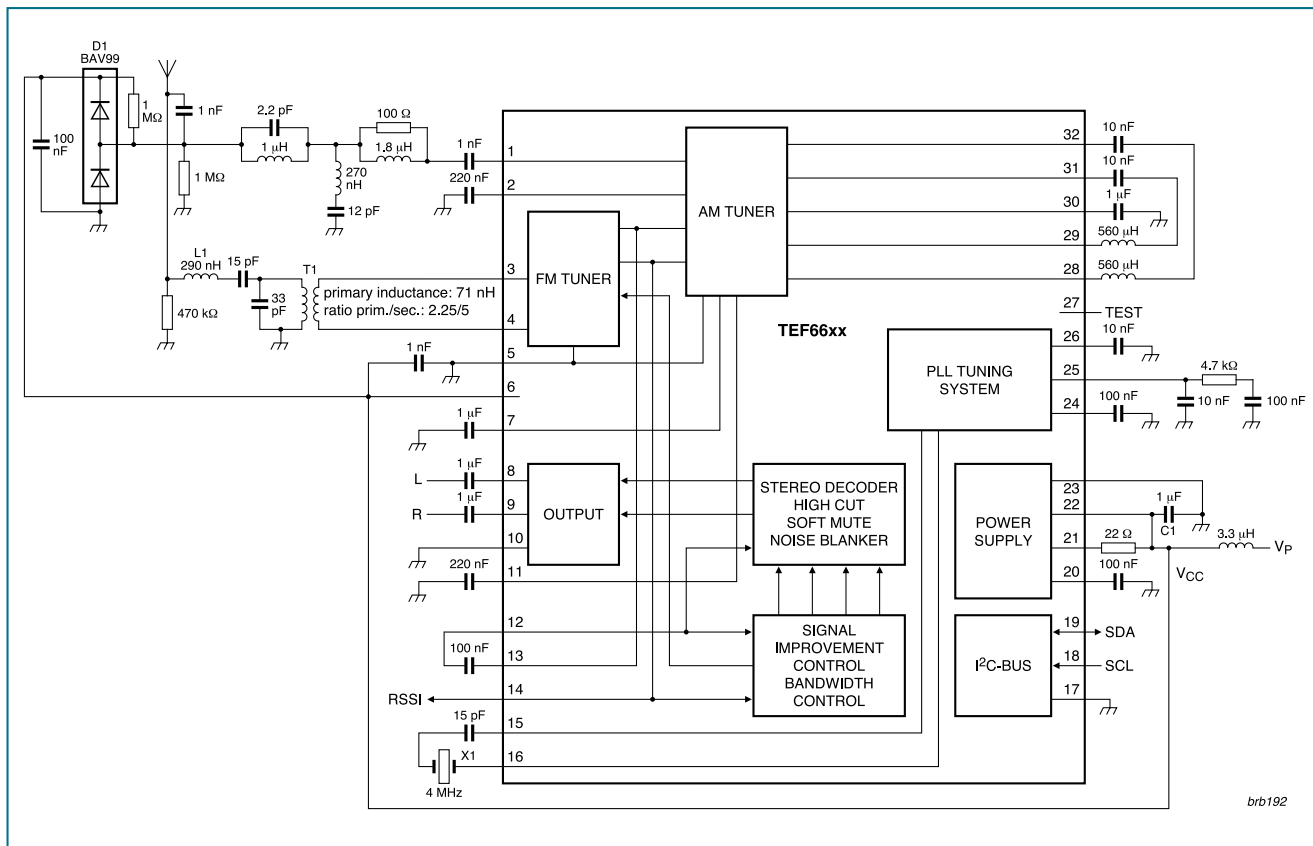 D1
BAV99
1
MΩ
1 nF
100
nF
1 MΩ
2.2 pF
1 μH
270
nH
12 pF
100 Ω
1.8 μH
1 nF
220 nF
1
2
L1
290 nH
15 pF
T1
33
pF
470 kΩ
primary inductance: 71 nH
ratio prim./sec.: 2.25/5
3
4
FM TUNER
AM TUNER
1 nF
5
6
1 μF
7
L
1 μF
8
R
1 μF
9
10
OUTPUT
220 nF
11
12
100 nF
13
RSSI
14
15 pF
15
16
X1
4 MHz
TEF66xx
STEREO DECODER
HIGH CUT
SOFT MUTE
NOISE BLANKER
SIGNAL
IMPROVEMENT
CONTROL
BANDWIDTH
CONTROL
32
10 nF
31
10 nF
30
1 μF
29
560 μH
28
560 μH
27
TEST
26
10 nF
PLL TUNING
SYSTEM
25
4.7 kΩ
10 nF
100 nF
24
100 nF
POWER
SUPPLY
23
22
1 μF
C1
21
22 Ω
3.3 μH
VP
VCC
20
100 nF
I2C-BUS
19
SDA
18
SCL
17
brb192